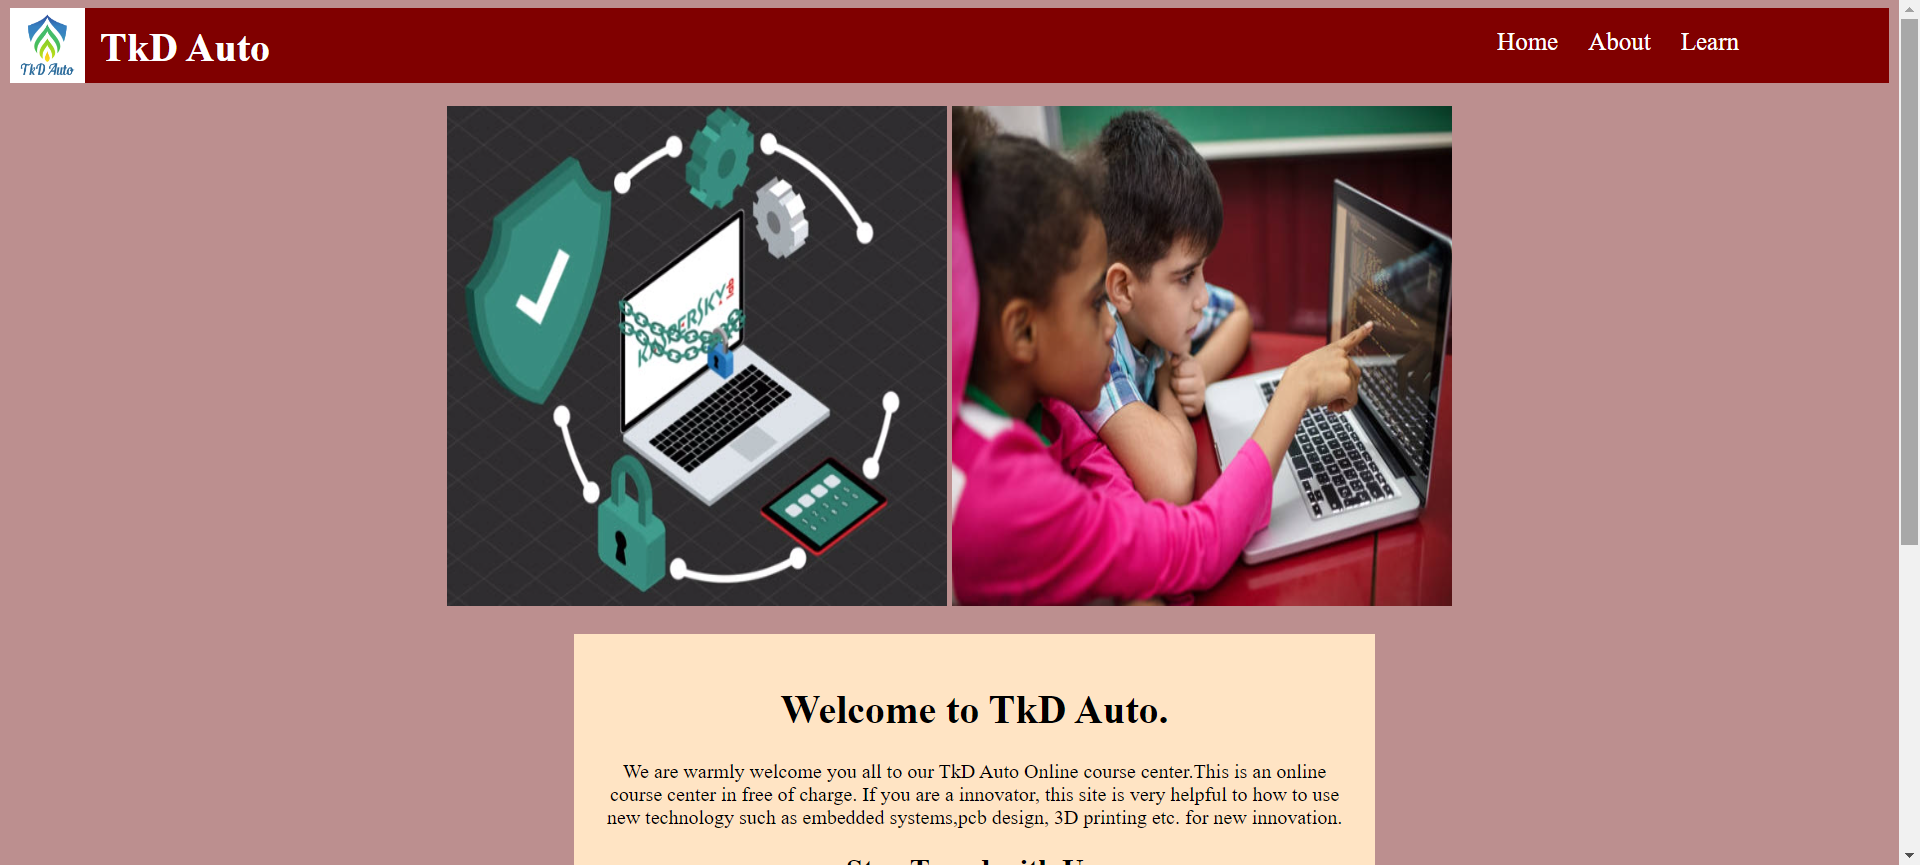 TkD Auto
TkD Auto
Home About Learn
KASPERSKY
Welcome to TkD Auto.
We are warmly welcome you all to our TkD Auto Online course center.This is an online
course center in free of charge. If you are a innovator, this site is very helpful to how to use
new technology such as embedded systems,pcb design, 3D printing etc. for new innovation.